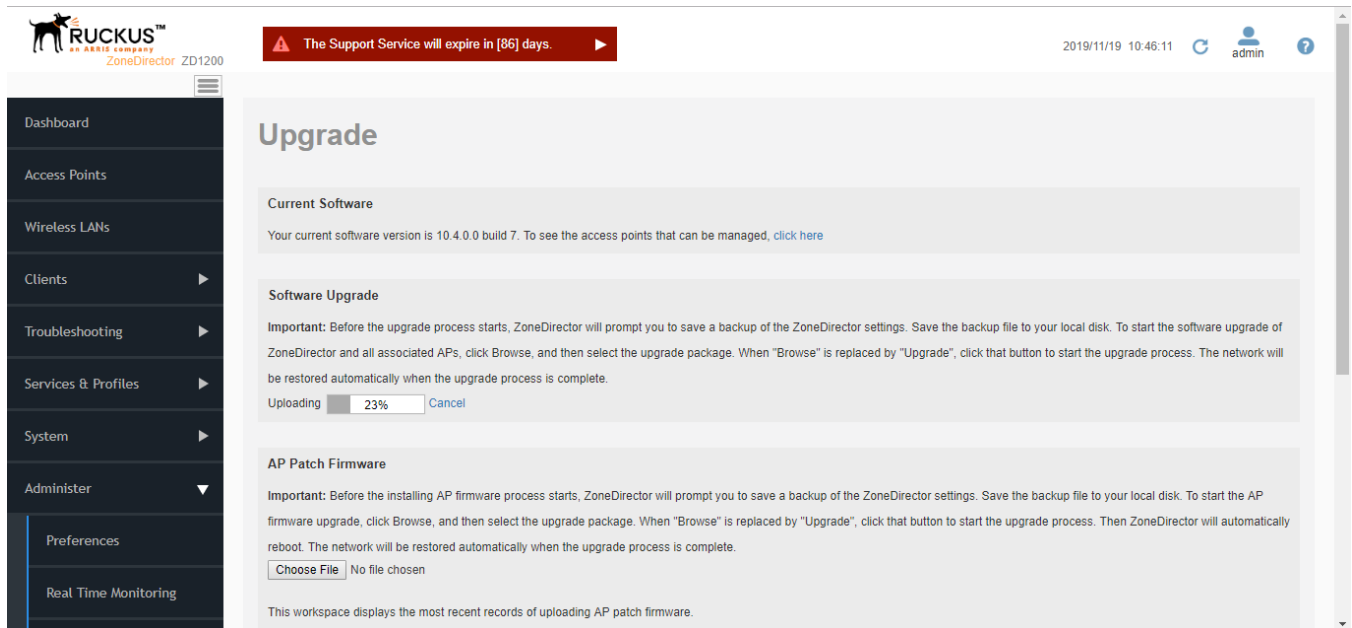 RUCKUS™
an ARRIS company
ZoneDirector ZD1200
The Support Service will expire in [86] days.
2019/11/19 10:46:11
admin
Dashboard
Access Points
Wireless LANs
Clients
Troubleshooting
Services & Profiles
System
Administer
Preferences
Real Time Monitoring
Upgrade
Current Software
Your current software version is 10.4.0.0 build 7. To see the access points that can be managed, click here
Software Upgrade
Important: Before the upgrade process starts, ZoneDirector will prompt you to save a backup of the ZoneDirector settings. Save the backup file to your local disk. To start the software upgrade of
ZoneDirector and all associated APs, click Browse, and then select the upgrade package. When "Browse" is replaced by "Upgrade", click that button to start the upgrade process. The network will
be restored automatically when the upgrade process is complete.
Uploading 23% Cancel
AP Patch Firmware
Important: Before the installing AP firmware process starts, ZoneDirector will prompt you to save a backup of the ZoneDirector settings. Save the backup file to your local disk. To start the AP
firmware upgrade, click Browse, and then select the upgrade package. When "Browse" is replaced by "Upgrade", click that button to start the upgrade process. Then ZoneDirector will automatically
reboot. The network will be restored automatically when the upgrade process is complete.
Choose File No file chosen
This workspace displays the most recent records of uploading AP patch firmware.